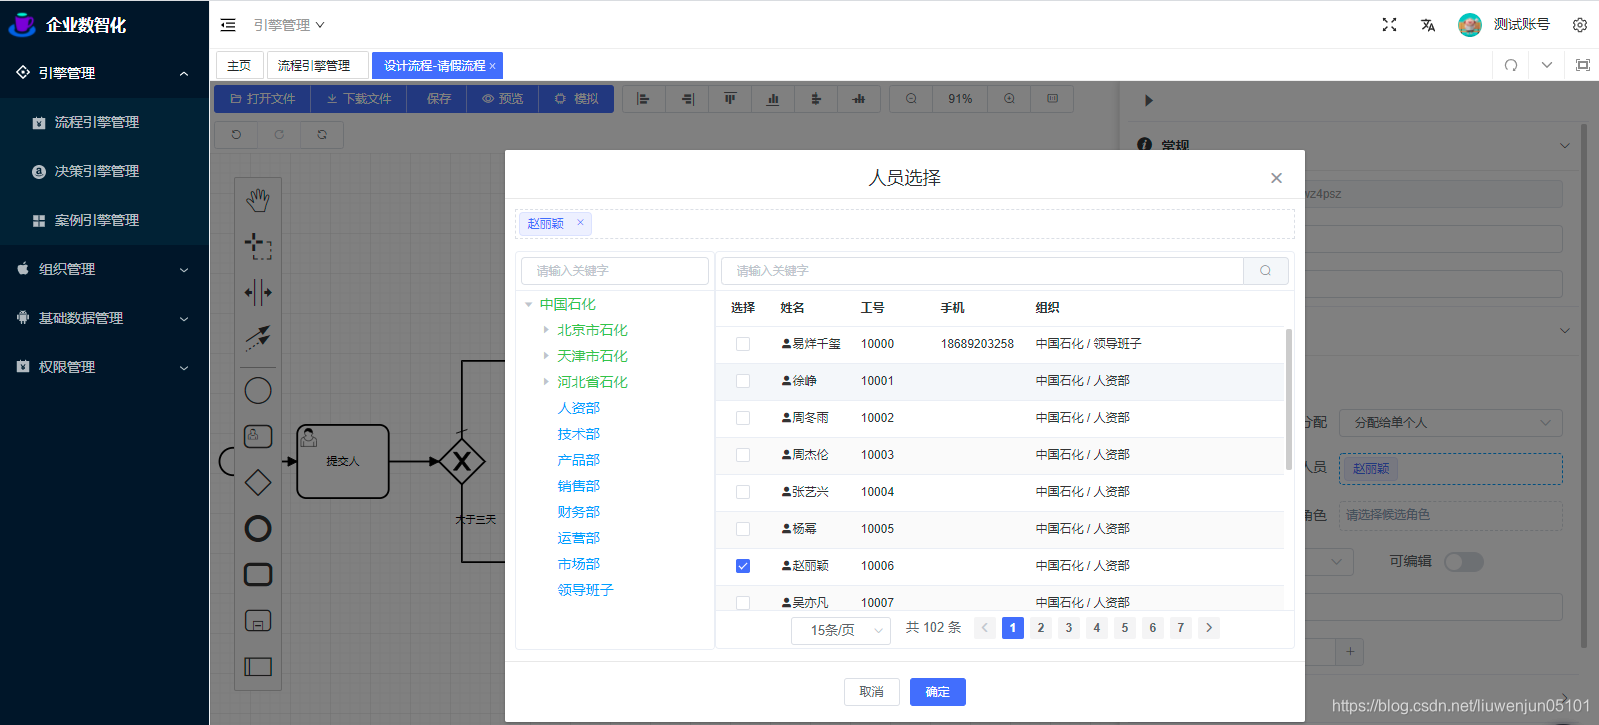 企业数智化
引擎管理
测试账号
引擎管理
主页
流程引擎管理
设计流程-请假流程 ×
流程引擎管理
决策引擎管理
案例引擎管理
组织管理
基础数据管理
权限管理
打开文件
下载文件
保存
预览
模拟
91%
常规
vz4psz
提交人
大于三天
人员选择
赵丽颖 ×
请输入关键字
请输入关键字
中国石化
北京市石化
天津市石化
河北省石化
人资部
技术部
产品部
销售部
财务部
运营部
市场部
领导班子
选择 姓名 工号 手机 组织
易烊千玺 10000 18689203258 中国石化 / 领导班子
徐峥 10001 中国石化 / 人资部
周冬雨 10002 中国石化 / 人资部
周杰伦 10003 中国石化 / 人资部
张艺兴 10004 中国石化 / 人资部
杨幂 10005 中国石化 / 人资部
赵丽颖 10006 中国石化 / 人资部
吴亦凡 10007 中国石化 / 人资部
15条/页 共 102 条 1 2 3 4 5 6 7
取消 确定
分配 分配给单个人
人员 赵丽颖
角色 请选择候选角色
可编辑
https://blog.csdn.net/liuwenjun05101